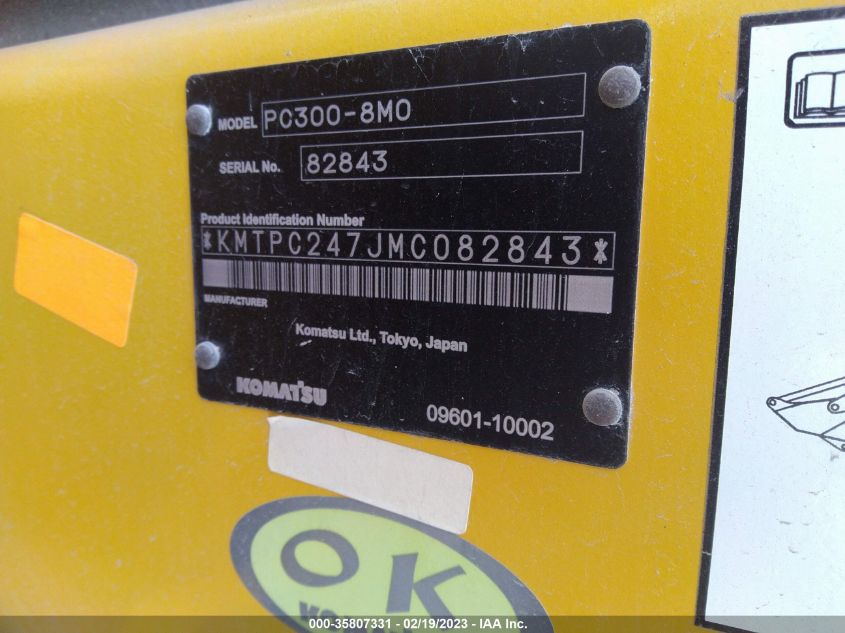 MODEL PC300-8M0
SERIAL No. 82843
Product Identification Number
*KMTPC247JMC082843*
MANUFACTURER
Komatsu Ltd., Tokyo, Japan
KOMATSU
09601-10002
OK
000-35807331 | 02/19/2023 — IAA Inc.